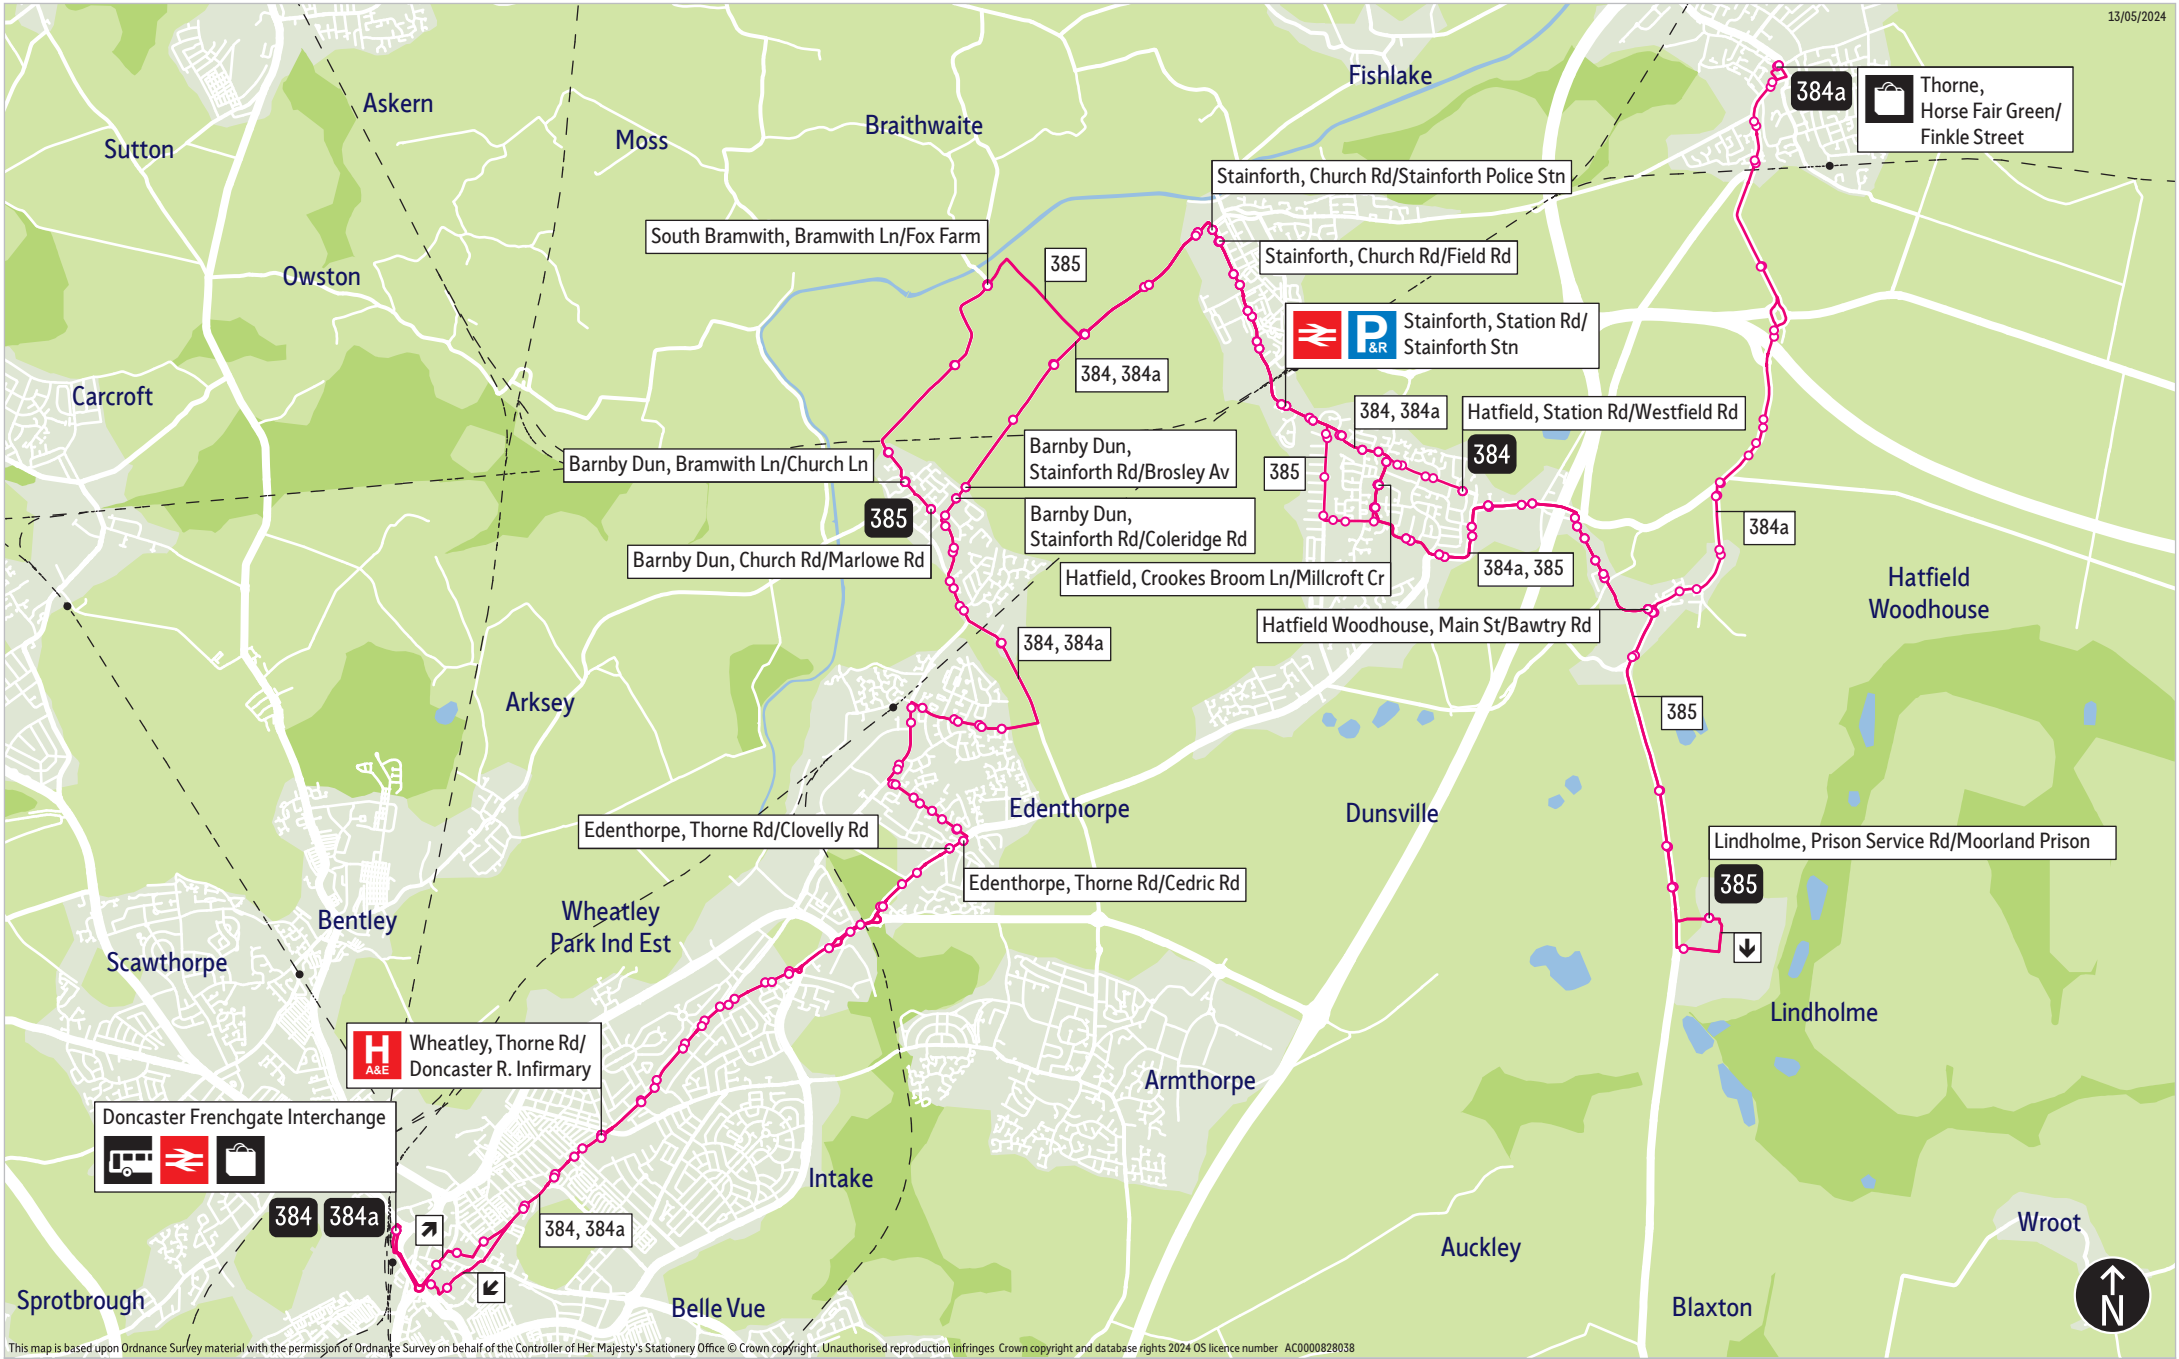 13/05/2024
Fishlake
Askern
Sutton
Moss
Braithwaite
384a
Thorne,
Horse Fair Green/
Finkle Street
Stainforth, Church Rd/Stainforth Police Stn
South Bramwith, Bramwith Ln/Fox Farm
Stainforth, Church Rd/Field Rd
385
Owston
P
&R
Stainforth, Station Rd/
Stainforth Stn
384, 384a
Carcroft
384, 384a
Hatfield, Station Rd/Westfield Rd
384
Barnby Dun,
Stainforth Rd/Brosley Av
Barnby Dun, Bramwith Ln/Church Ln
385
385
Barnby Dun,
Stainforth Rd/Coleridge Rd
384a
Barnby Dun, Church Rd/Marlowe Rd
Hatfield, Crookes Broom Ln/Millcroft Cr
384a, 385
Hatfield
Woodhouse
Hatfield Woodhouse, Main St/Bawtry Rd
384, 384a
Arksey
385
Edenthorpe
Dunsville
Edenthorpe, Thorne Rd/Clovelly Rd
Lindholme, Prison Service Rd/Moorland Prison
385
Edenthorpe, Thorne Rd/Cedric Rd
Wheatley
Park Ind Est
Bentley
Scawthorpe
Lindholme
H
A&E
Wheatley, Thorne Rd/
Doncaster R. Infirmary
Armthorpe
Doncaster Frenchgate Interchange
Intake
384
384a
384, 384a
Wroot
Auckley
Sprotbrough
Belle Vue
Blaxton
N
This map is based upon Ordnance Survey material with the permission of Ordnance Survey on behalf of the Controller of Her Majesty's Stationery Office © Crown copyright. Unauthorised reproduction infringes Crown copyright and database rights 2024 OS licence number AC0000828038